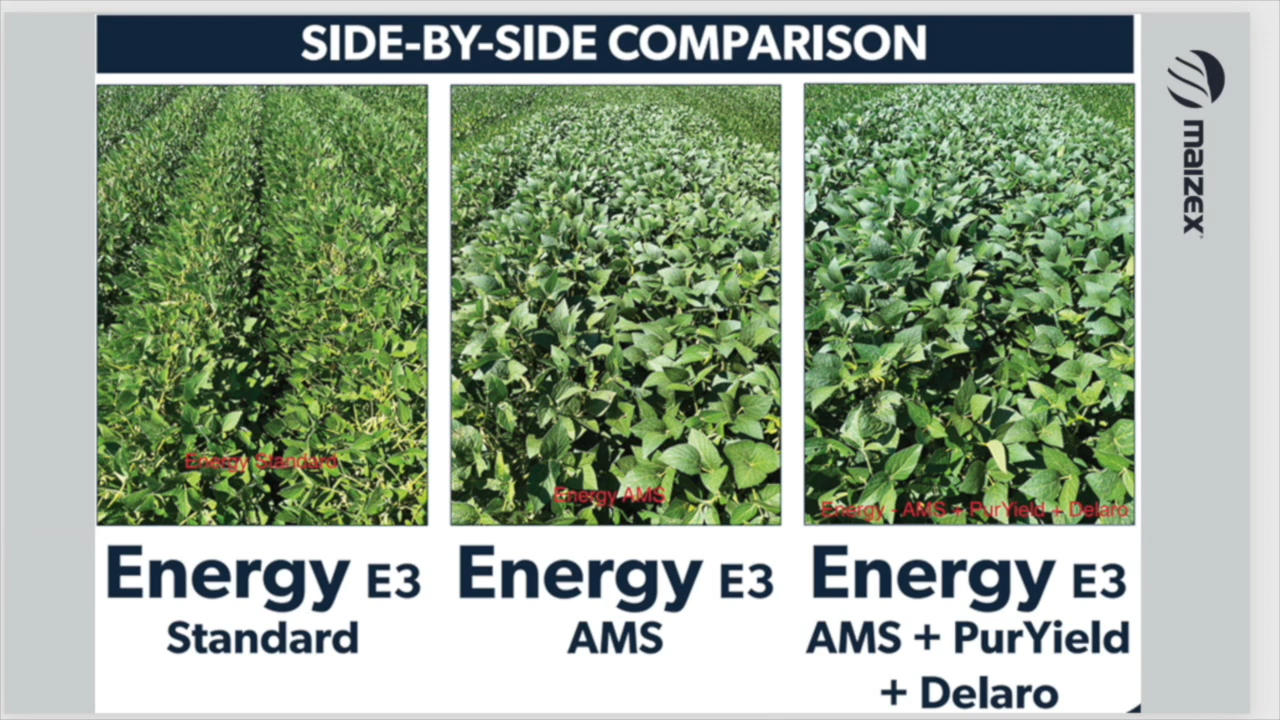 SIDE-BY-SIDE COMPARISON
maizex
Energy Standard
Energy AMS
Energy - AMS + PurYield + Delaro
Energy E3
Standard
Energy E3
AMS
Energy E3
AMS + PurYield
+ Delaro